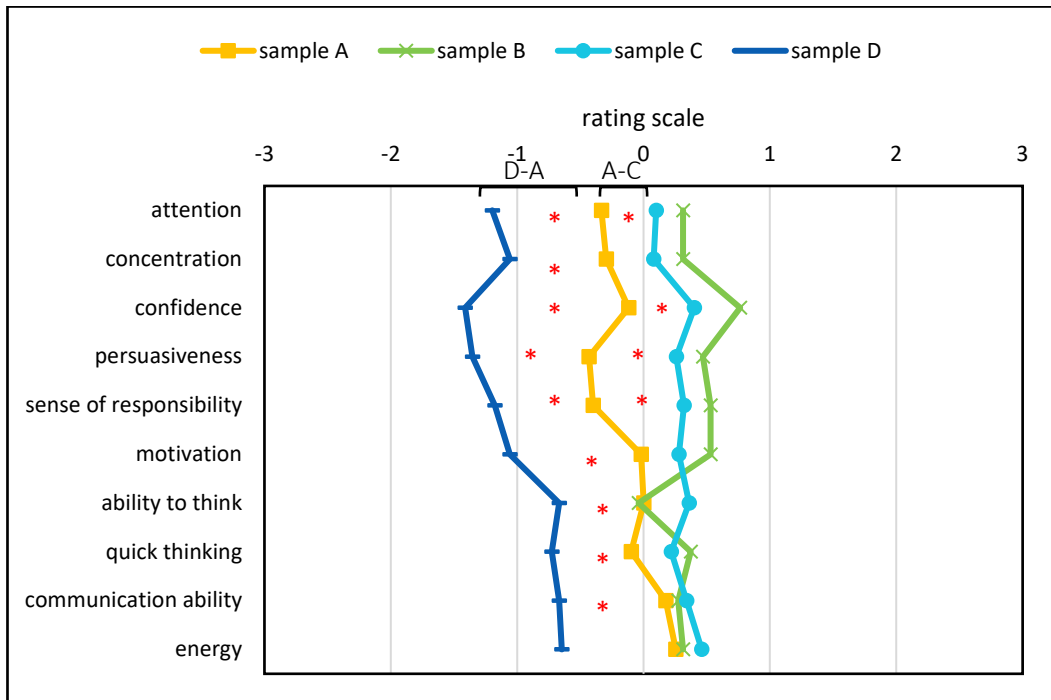 sample A sample B sample C sample D
rating scale
-3 -2 -1 0 1 2 3
D-A A-C
attention * *
concentration *
confidence * *
persuasiveness * *
sense of responsibility * *
motivation *
ability to think *
quick thinking *
communication ability *
energy